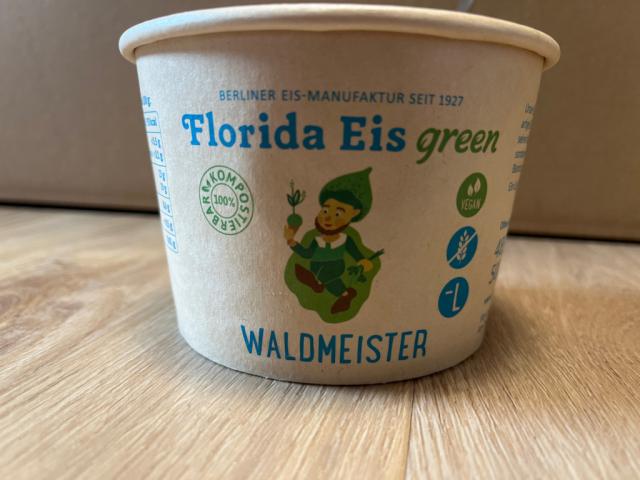 BERLINER EIS-MANUFAKTUR SEIT 1927
Florida Eis green
KOMPOSTIERBAR
100%
VEGAN
-L
WALDMEISTER